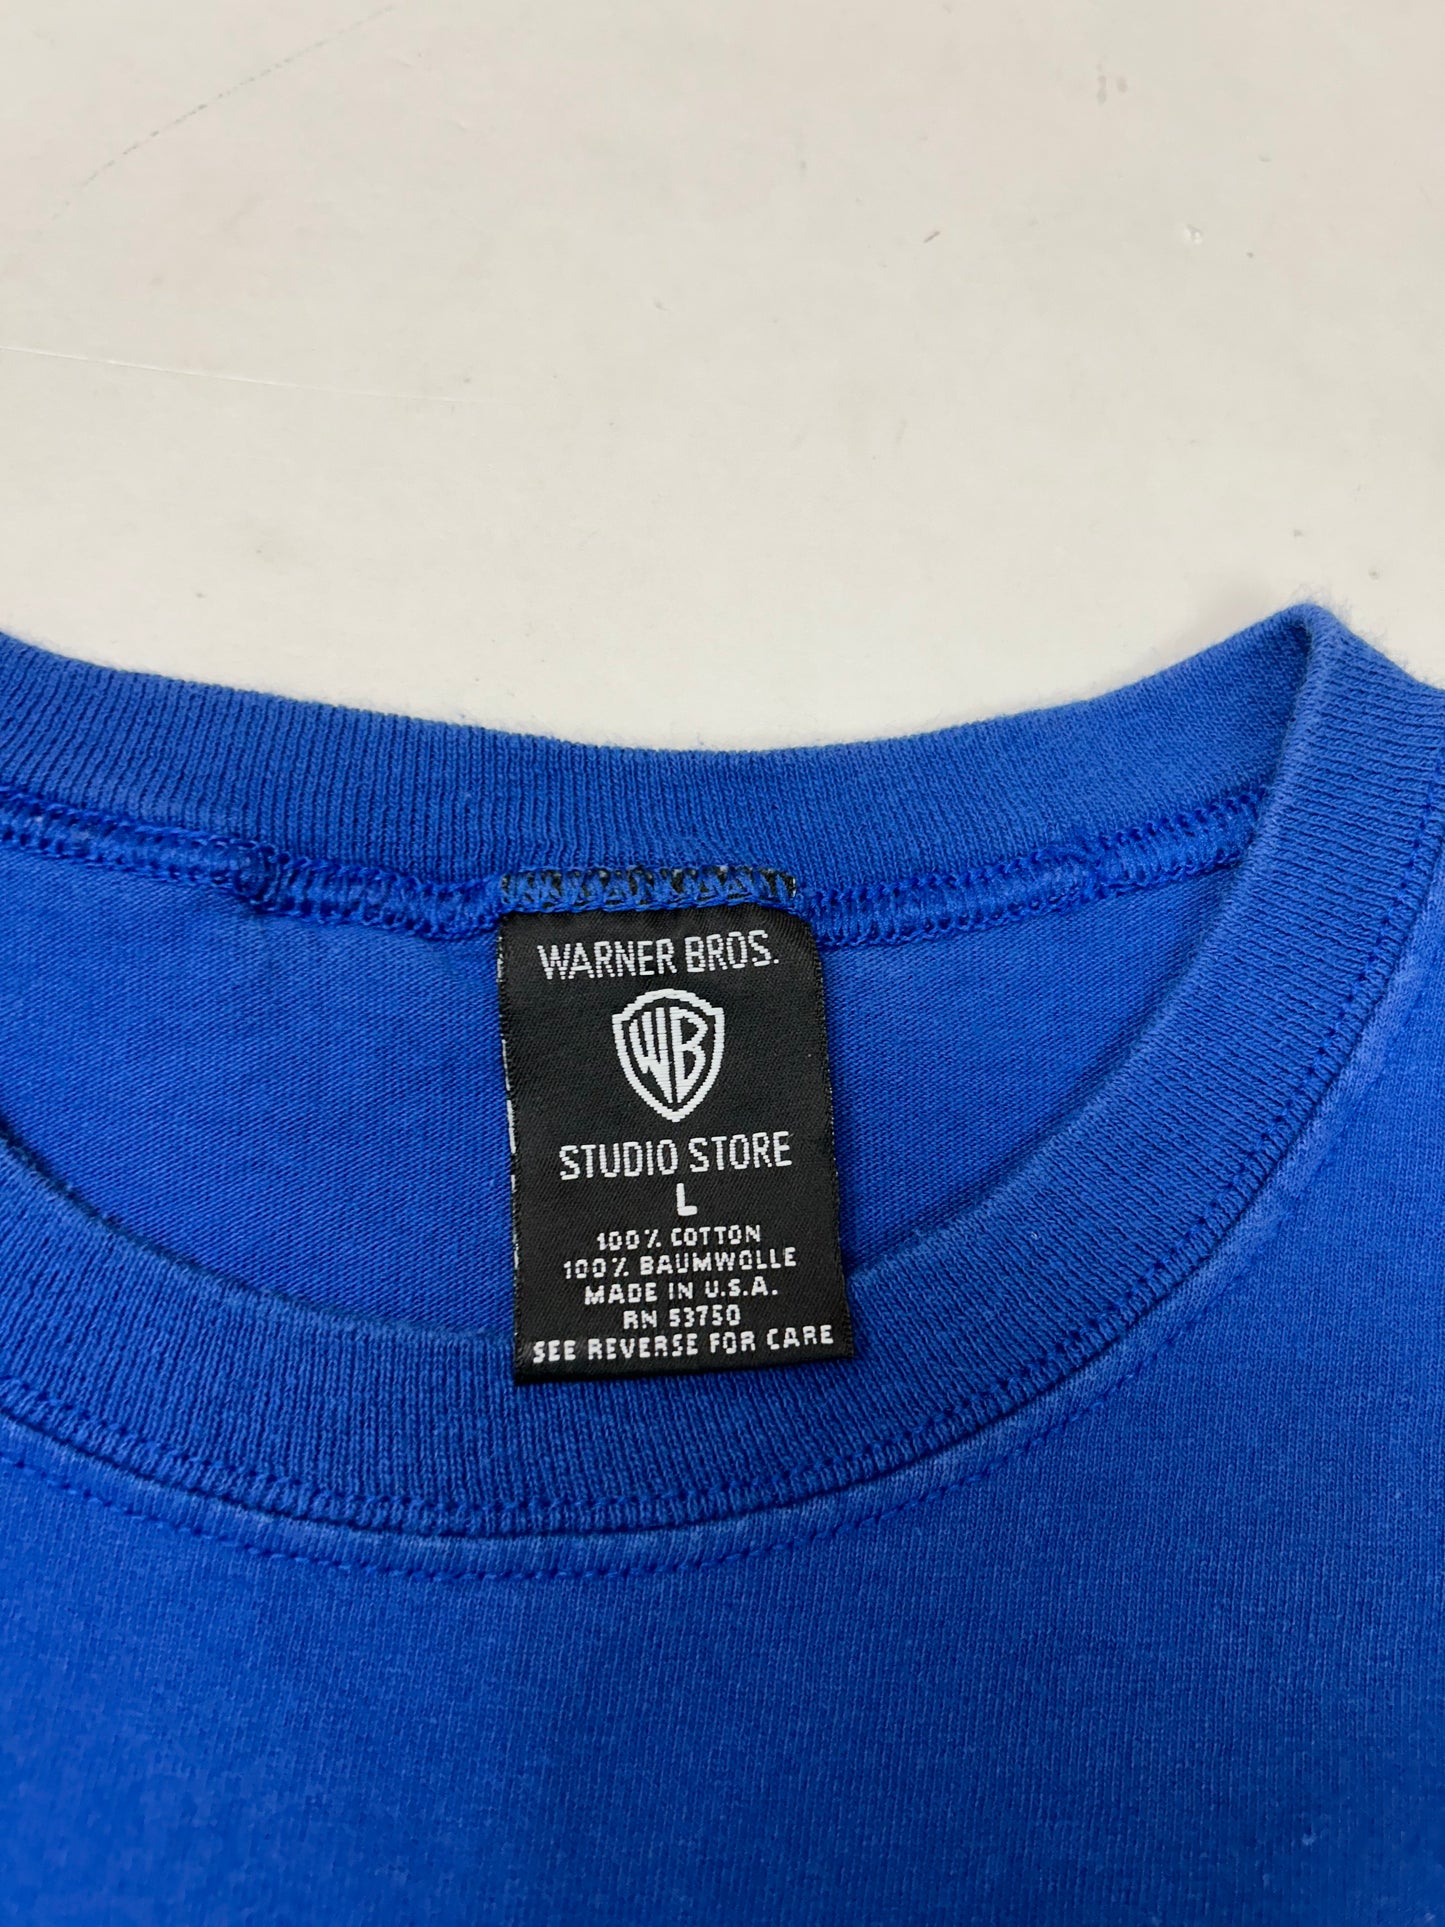 WARNER BROS.
WB
STUDIO STORE
L
100% COTTON
100% BAUMWOLLE
MADE IN U.S.A.
RN 53750
SEE REVERSE FOR CARE